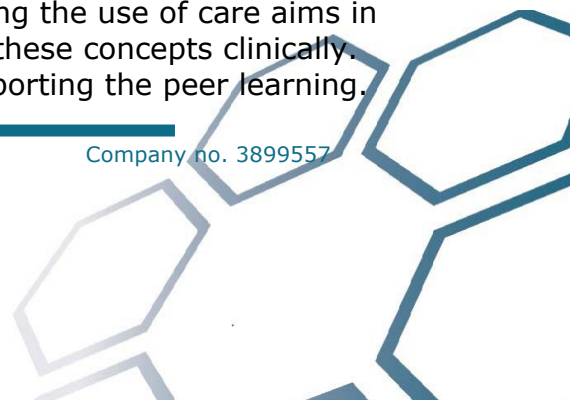 ng the use of care aims in
these concepts clinically.
porting the peer learning.
Company no. 3899557